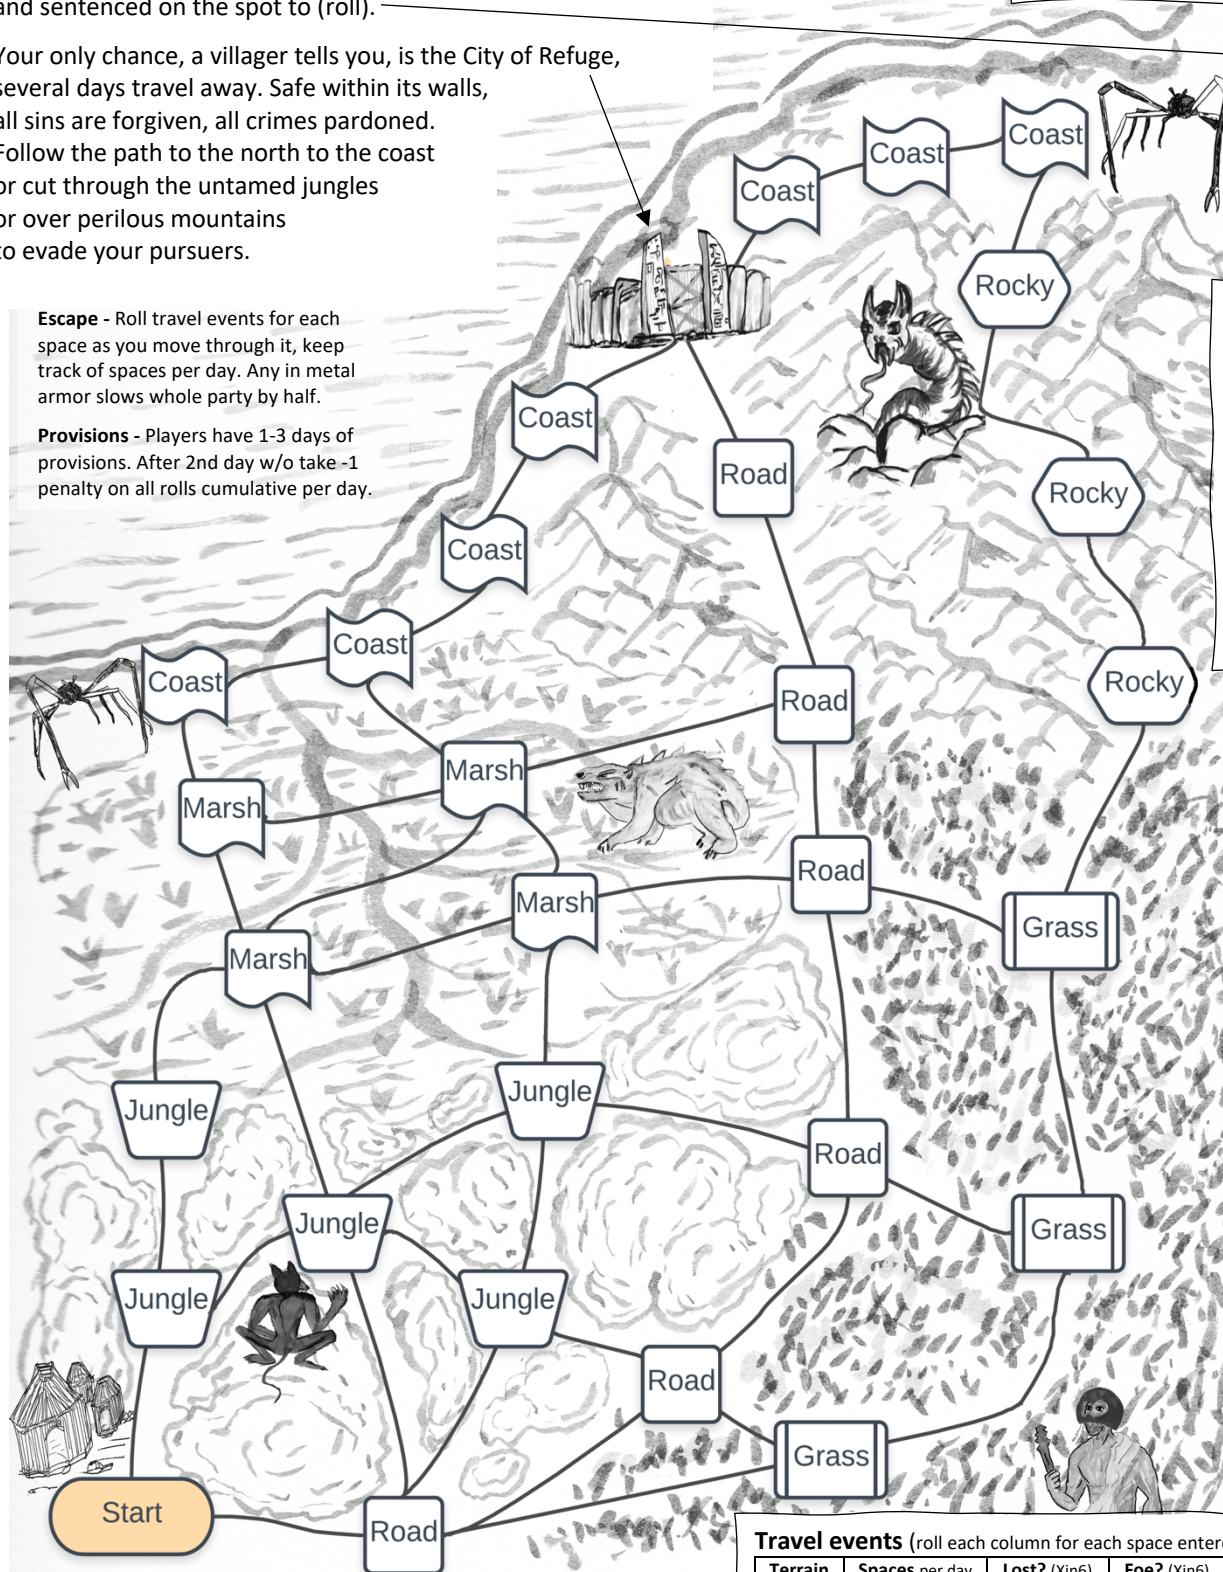 and sentenced on the spot to (roll).
Your only chance, a villager tells you, is the City of Refuge,
several days travel away. Safe within its walls,
all sins are forgiven, all crimes pardoned.
Follow the path to the north to the coast
or cut through the untamed jungles
or over perilous mountains
to evade your pursuers.
Escape - Roll travel events for each
space as you move through it, keep
track of spaces per day. Any in metal
armor slows whole party by half.
Provisions - Players have 1-3 days of
provisions. After 2nd day w/o take -1
penalty on all rolls cumulative per day.
Coast
Coast
Coast
Rocky
Coast
Road
Rocky
Coast
Coast
Coast
Rocky
Road
Marsh
Marsh
Road
Marsh
Grass
Marsh
Jungle
Jungle
Road
Jungle
Grass
Jungle
Jungle
Road
Grass
Start
Road
Travel events (roll each column for each space entere
Terrain
Spaces per day
Lost? (Xin6)
Foe? (Xin6)